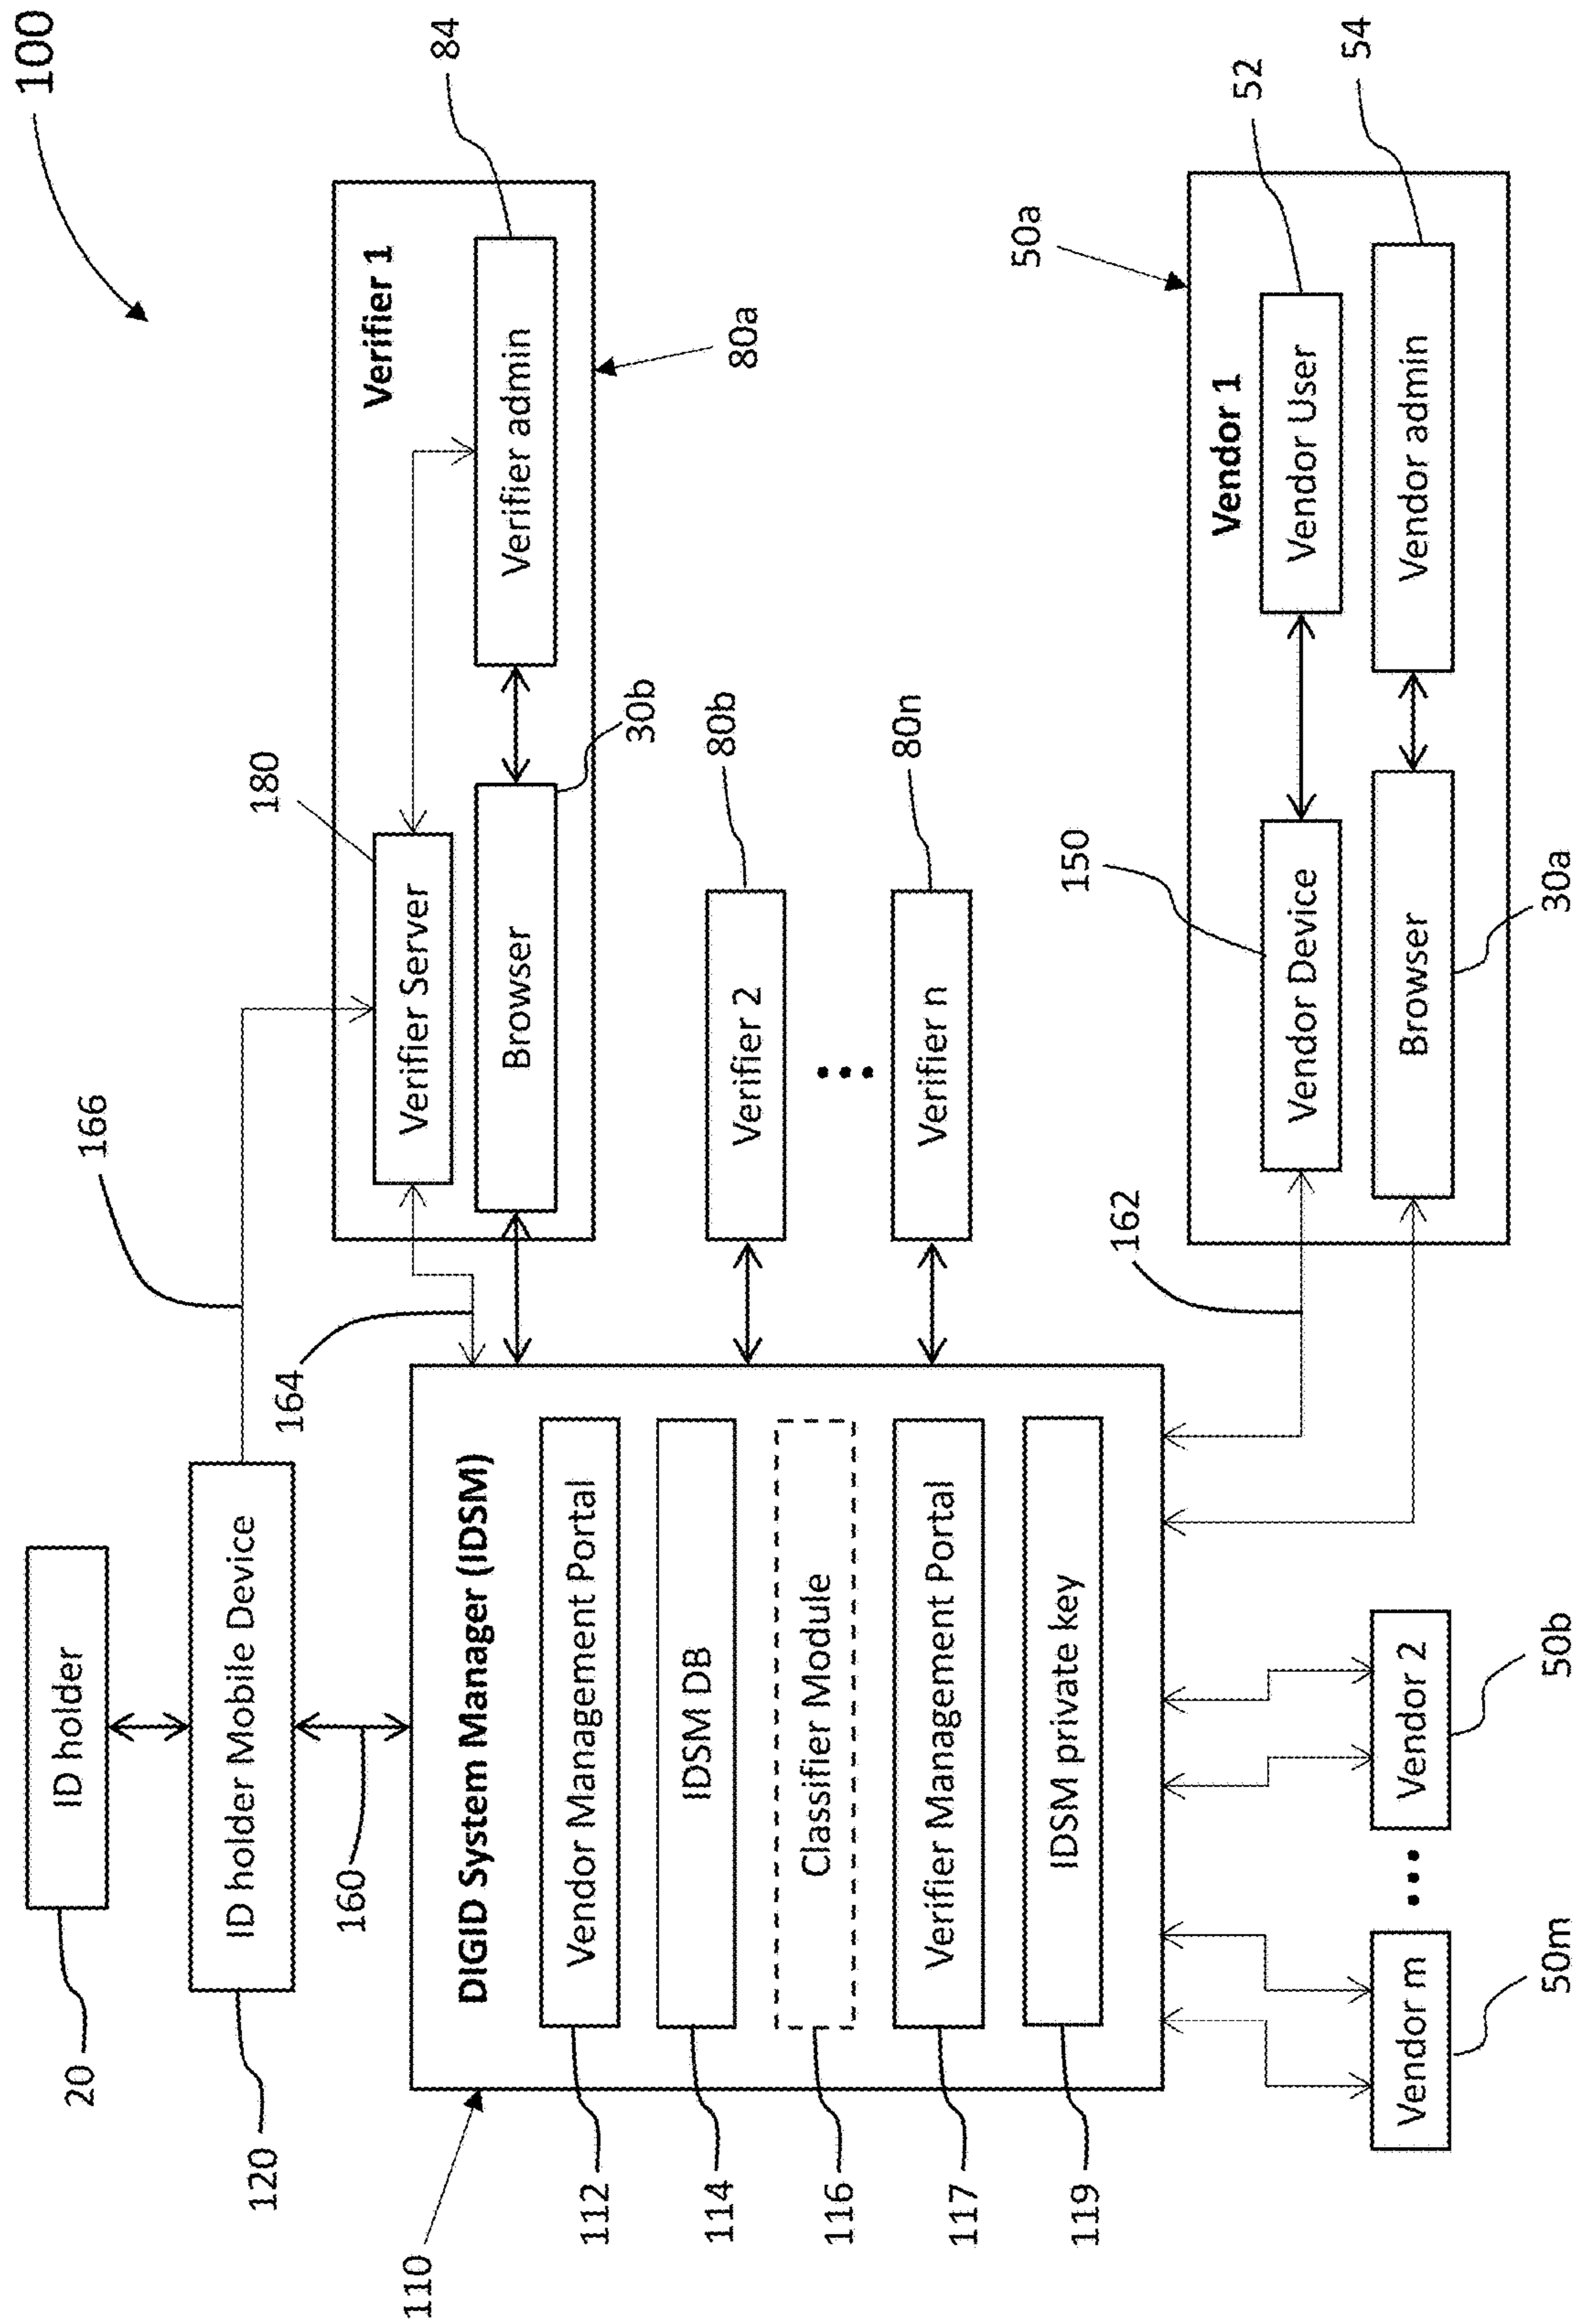 100
20
ID holder
120
ID holder Mobile Device
166
160
164
110
DIGID System Manager (IDSM)
112
Vendor Management Portal
114
IDSM DB
116
Classifier Module
117
Verifier Management Portal
119
IDSM private key
Verifier 1
180
Verifier Server
Browser
30b
Verifier admin
84
80a
Verifier 2
80b
Verifier n
80n
162
Vendor 1
50a
150
Vendor Device
Vendor User
52
Browser
30a
Vendor admin
54
Vendor m
50m
Vendor 2
50b